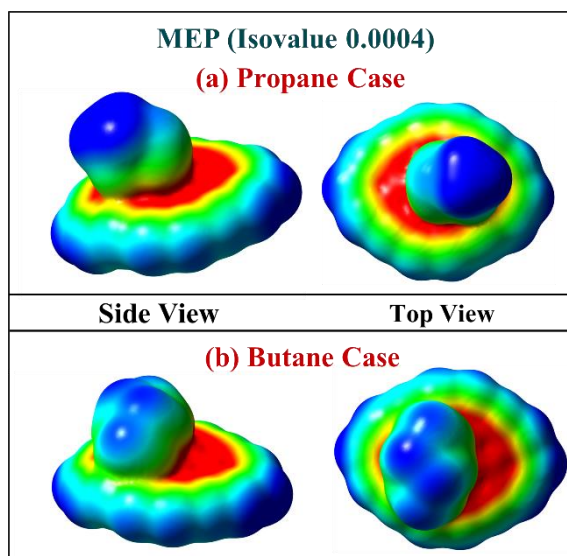 MEP (Isovalue 0.0004)
(a) Propane Case
Side View
Top View
(b) Butane Case